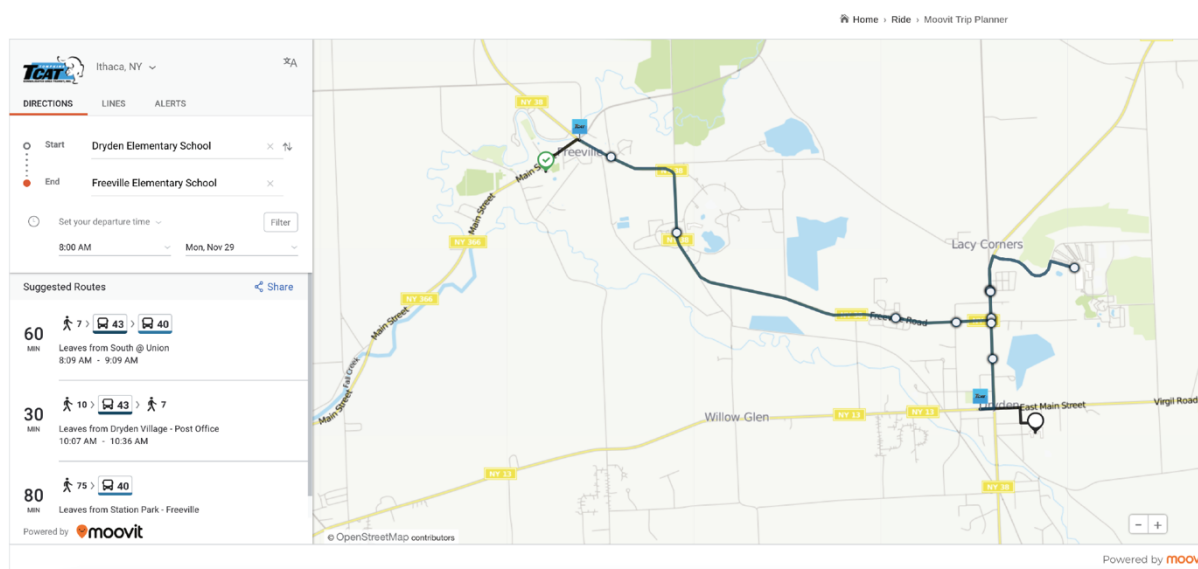 Home › Ride › Moovit Trip Planner
TCAT
Ithaca, NY
DIRECTIONS LINES ALERTS
Start Dryden Elementary School
End Freeville Elementary School
Set your departure time
Filter
8:00 AM Mon, Nov 29
Suggested Routes Share
60 MIN
7 › 43 › 40
Leaves from South @ Union
8:09 AM - 9:09 AM
30 MIN
10 › 43 › 7
Leaves from Dryden Village - Post Office
10:07 AM - 10:36 AM
80 MIN
75 › 40
Leaves from Station Park - Freeville
Powered by moovit
NY 38
Freeville
Main Street
NY 366
NY 366
Main Street
Main Street
Fall Creek
Main Street
Lacy Corners
Freeville Road
Willow Glen
NY 13
NY 13
Dryden
East Main Street
Virgil Road
NY 13
NY 38
© OpenStreetMap contributors
Powered by moov